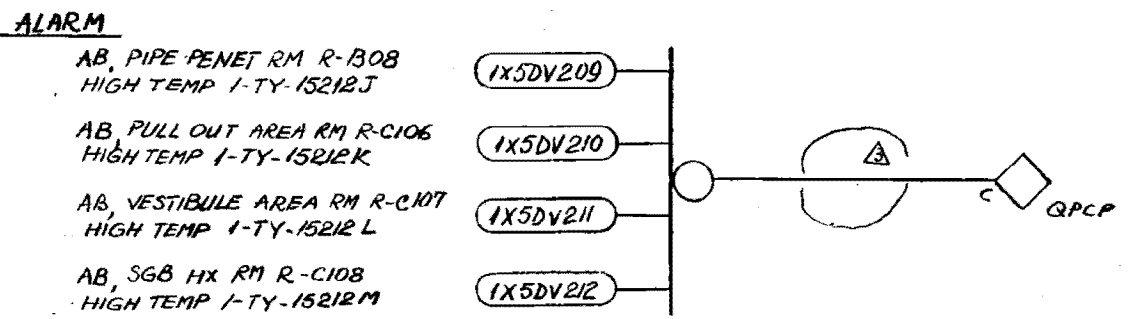 ALARM
AB, PIPE PENET RM R-B08
HIGH TEMP 1-TY-15212J
1X5DV209
AB, PULL OUT AREA RM R-C106
HIGH TEMP 1-TY-15212K
1X5DV210
3
AB, VESTIBULE AREA RM R-C107
HIGH TEMP 1-TY-15212L
1X5DV211
C
QPCP
AB, SGB HX RM R-C108
HIGH TEMP 1-TY-15212M
1X5DV212